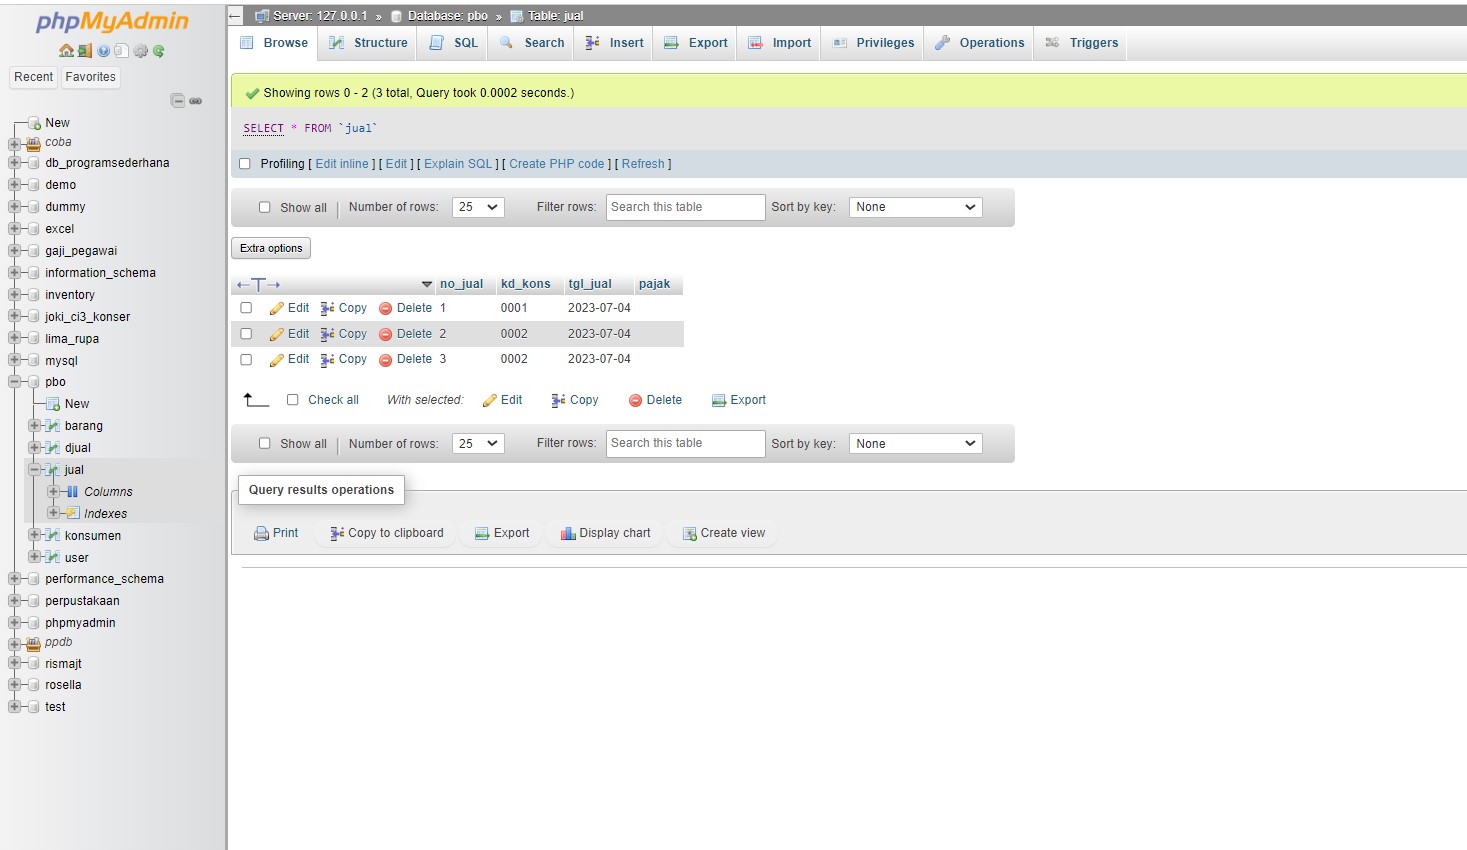 phpMyAdmin
Recent Favorites
New
coba
db_programsederhana
demo
dummy
excel
gaji_pegawai
information_schema
inventory
joki_ci3_konser
lima_rupa
mysql
pbo
New
barang
djual
jual
Columns
Indexes
konsumen
user
performance_schema
perpustakaan
phpmyadmin
ppdb
rismajt
rosella
test
Server: 127.0.0.1 » Database: pbo » Table: jual
Browse Structure SQL Search Insert Export Import Privileges Operations Triggers
Showing rows 0 - 2 (3 total, Query took 0.0002 seconds.)
SELECT * FROM `jual`
Profiling [ Edit inline ] [ Edit ] [ Explain SQL ] [ Create PHP code ] [ Refresh ]
Show all | Number of rows: 25 Filter rows: Search this table Sort by key: None
Extra options
←T→ no_jual kd_kons tgl_jual pajak
Edit Copy Delete 1 0001 2023-07-04
Edit Copy Delete 2 0002 2023-07-04
Edit Copy Delete 3 0002 2023-07-04
Check all With selected: Edit Copy Delete Export
Show all | Number of rows: 25 Filter rows: Search this table Sort by key: None
Query results operations
Print Copy to clipboard Export Display chart Create view